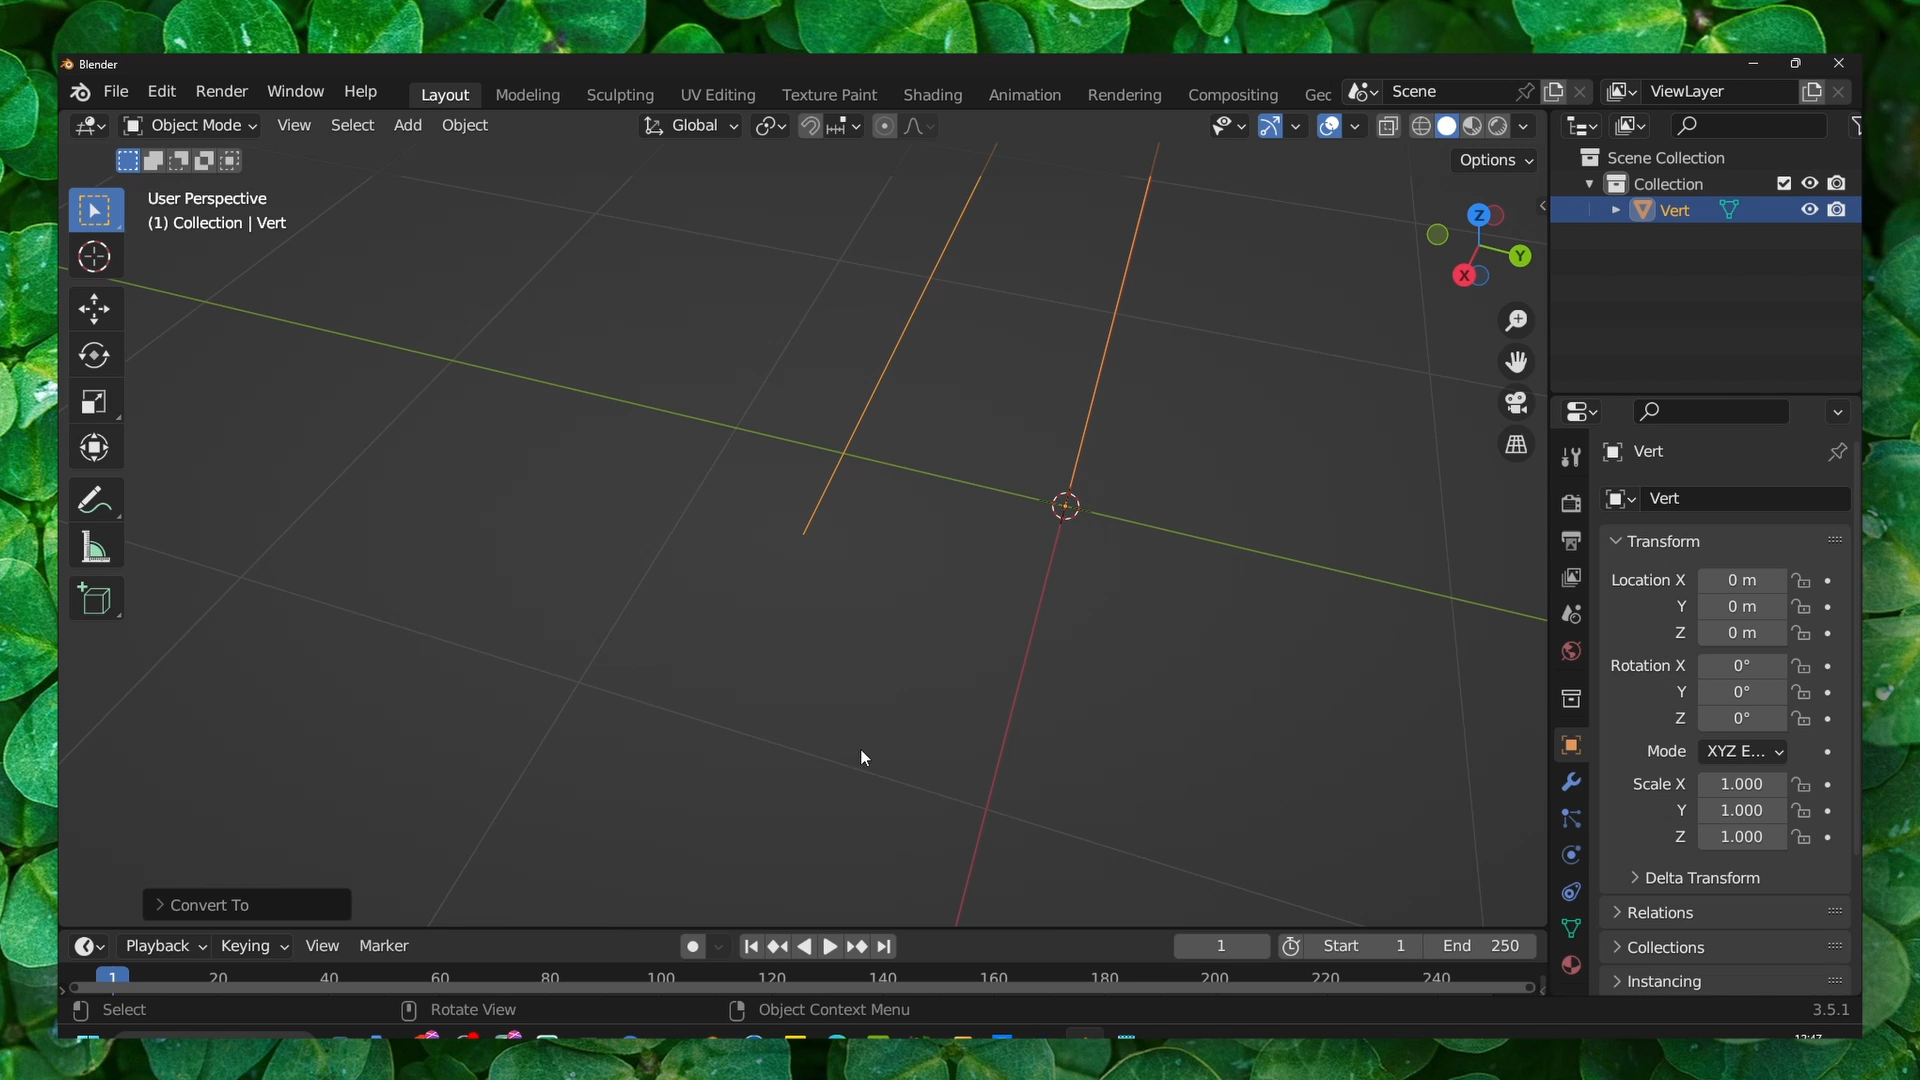 Blender
File Edit Render Window Help Layout Modeling Sculpting UV Editing Texture Paint Shading Animation Rendering Compositing Gec Scene ViewLayer
Object Mode View Select Add Object Global
Options
User Perspective
(1) Collection | Vert
Z
Y
X
Convert To
Scene Collection
Collection
Vert
Vert
Vert
Transform
Location X 0 m
Y 0 m
Z 0 m
Rotation X 0°
Y 0°
Z 0°
Mode XYZ E...
Scale X 1.000
Y 1.000
Z 1.000
Delta Transform
Relations
Collections
Instancing
Playback Keying View Marker 1 Start 1 End 250
1 20 40 60 80 100 120 140 160 180 200 220 240
Select Rotate View Object Context Menu 3.5.1